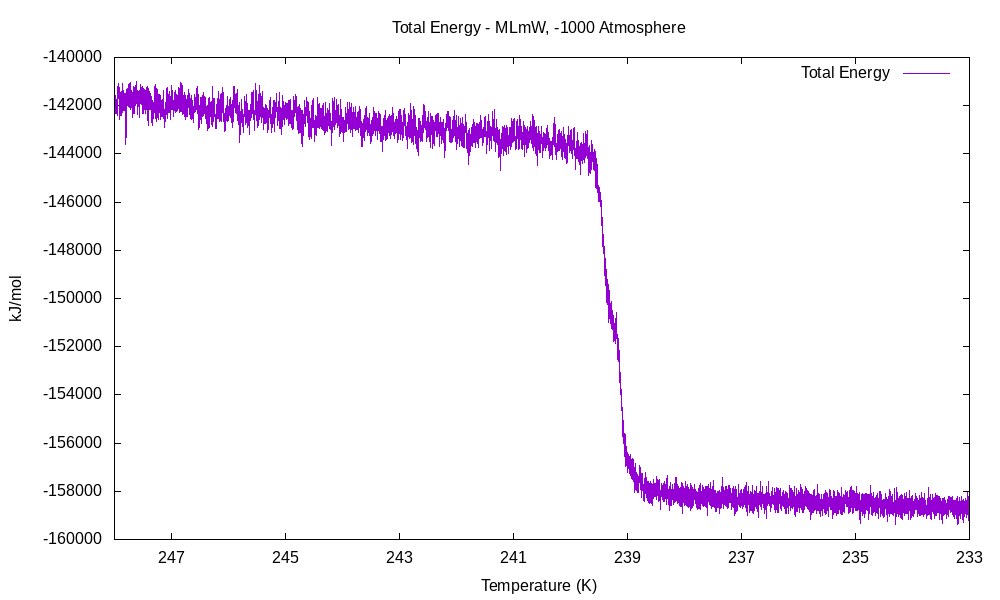 Total Energy - MLmW, -1000 Atmosphere
Total Energy
-140000
-142000
-144000
-146000
-148000
-150000
-152000
-154000
-156000
-158000
-160000
kJ/mol
247 245 243 241 239 237 235 233
Temperature (K)